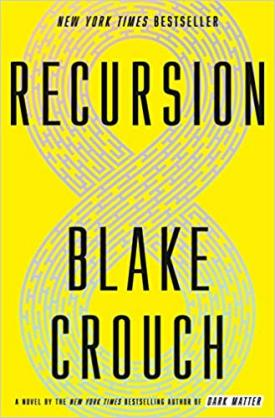 NEW YORK TIMES BESTSELLER
RECURSION
BLAKE
CROUCH
A NOVEL BY THE NEW YORK TIMES BESTSELLING AUTHOR OF DARK MATTER